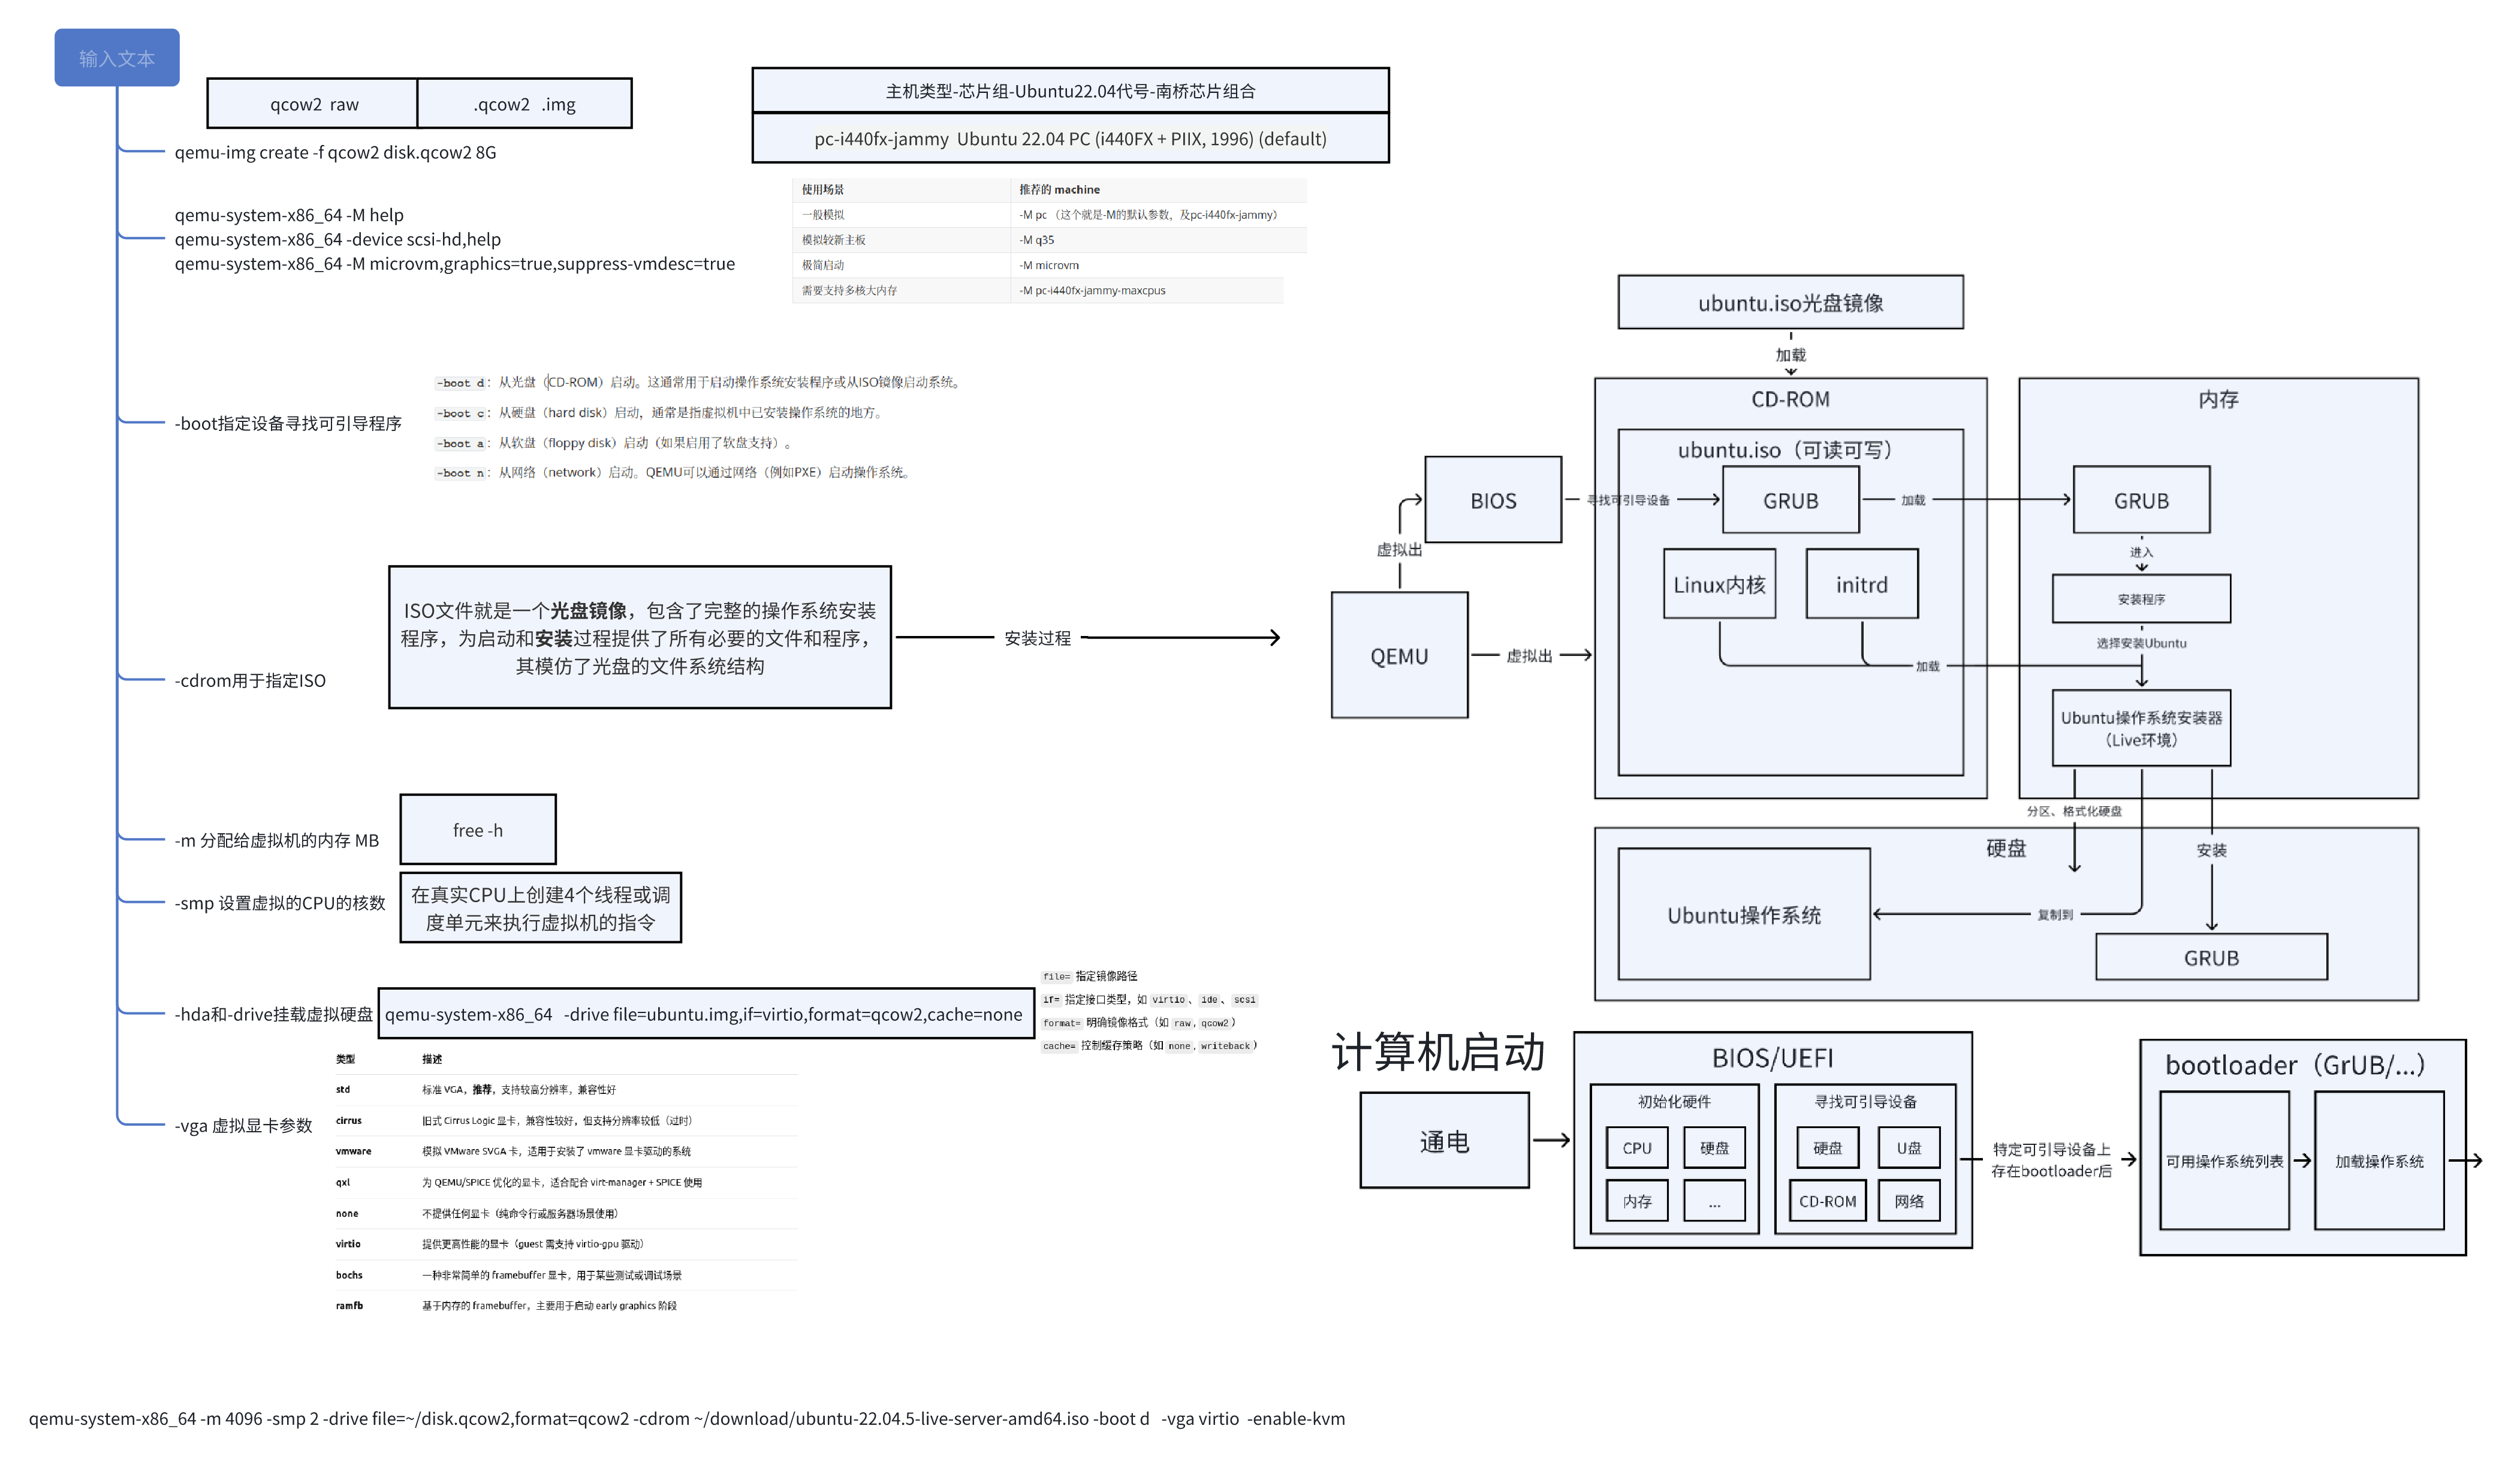 输入文本
qcow2 raw
.qcow2 .img
qemu-img create -f qcow2 disk.qcow2 8G
主机类型-芯片组-Ubuntu22.04代号-南桥芯片组合
pc-i440fx-jammy Ubuntu 22.04 PC (i440FX + PIIX, 1996) (default)
qemu-system-x86_64 -M help
qemu-system-x86_64 -device scsi-hd,help
qemu-system-x86_64 -M microvm,graphics=true,suppress-vmdesc=true
使用场景 推荐的 machine
一般模拟 -M pc （这个就是-M的默认参数，及pc-i440fx-jammy）
模拟较新主板 -M q35
极简启动 -M microvm
需要支持多核大内存 -M pc-i440fx-jammy-maxcpus
-boot指定设备寻找可引导程序
-boot d：从光盘（CD-ROM）启动。这通常用于启动操作系统安装程序或从ISO镜像启动系统。
-boot c：从硬盘（hard disk）启动，通常是指虚拟机中已安装操作系统的地方。
-boot a：从软盘（floppy disk）启动（如果启用了软盘支持）。
-boot n：从网络（network）启动。QEMU可以通过网络（例如PXE）启动操作系统。
-cdrom用于指定ISO
ISO文件就是一个光盘镜像，包含了完整的操作系统安装
程序，为启动和安装过程提供了所有必要的文件和程序，
其模仿了光盘的文件系统结构
安装过程
ubuntu.iso光盘镜像
加载
CD-ROM
ubuntu.iso（可读可写）
BIOS
寻找可引导设备
GRUB
加载
内存
GRUB
进入
安装程序
选择安装Ubuntu
虚拟出
QEMU
虚拟出
Linux内核
initrd
加载
Ubuntu操作系统安装器
（Live环境）
分区、格式化硬盘
硬盘
安装
Ubuntu操作系统
复制到
GRUB
-m 分配给虚拟机的内存 MB
free -h
-smp 设置虚拟的CPU的核数
在真实CPU上创建4个线程或调
度单元来执行虚拟机的指令
-hda和-drive挂载虚拟硬盘
qemu-system-x86_64 -drive file=ubuntu.img,if=virtio,format=qcow2,cache=none
file= 指定镜像路径
if= 指定接口类型，如 virtio、ide、scsi
format= 明确镜像格式（如 raw, qcow2）
cache= 控制缓存策略（如 none, writeback）
-vga 虚拟显卡参数
类型 描述
std 标准 VGA，推荐，支持较高分辨率，兼容性好
cirrus 旧式 Cirrus Logic 显卡，兼容性较好，但支持分辨率较低（过时）
vmware 模拟 VMware SVGA 卡，适用于安装了 vmware 显卡驱动的系统
qxl 为 QEMU/SPICE 优化的显卡，适合配合 virt-manager + SPICE 使用
none 不提供任何显卡（纯命令行或服务器场景使用）
virtio 提供更高性能的显卡（guest 需支持 virtio-gpu 驱动）
bochs 一种非常简单的 framebuffer 显卡，用于某些测试或调试场景
ramfb 基于内存的 framebuffer，主要用于启动 early graphics 阶段
计算机启动
通电
BIOS/UEFI
初始化硬件
CPU
硬盘
内存
...
寻找可引导设备
硬盘
U盘
CD-ROM
网络
特定可引导设备上
存在bootloader后
bootloader（GrUB/...）
可用操作系统列表
加载操作系统
qemu-system-x86_64 -m 4096 -smp 2 -drive file=~/disk.qcow2,format=qcow2 -cdrom ~/download/ubuntu-22.04.5-live-server-amd64.iso -boot d -vga virtio -enable-kvm